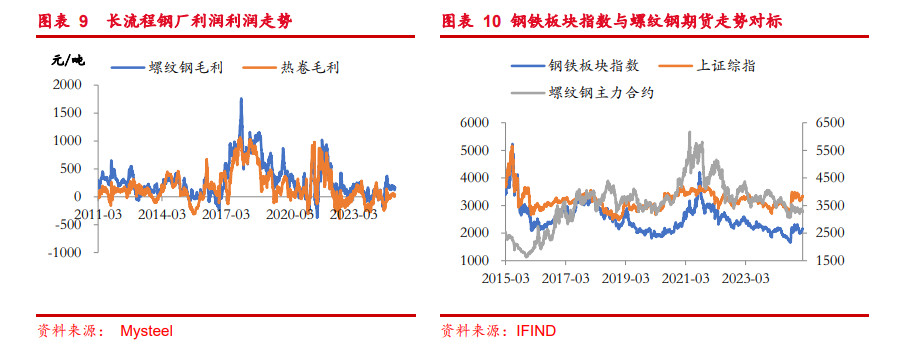 图表 9 长流程钢厂利润利润走势
元/吨
螺纹钢毛利 热卷毛利
2000
1500
1000
500
0
-500
-1000
2011-03 2014-03 2017-03 2020-03 2023-03
资料来源： Mysteel
图表 10 钢铁板块指数与螺纹钢期货走势对标
钢铁板块指数 上证综指
螺纹钢主力合约
6000 6500
5000 5500
4000 4500
3000 3500
2000 2500
1000 1500
2015-03 2017-03 2019-03 2021-03 2023-03
资料来源：IFIND